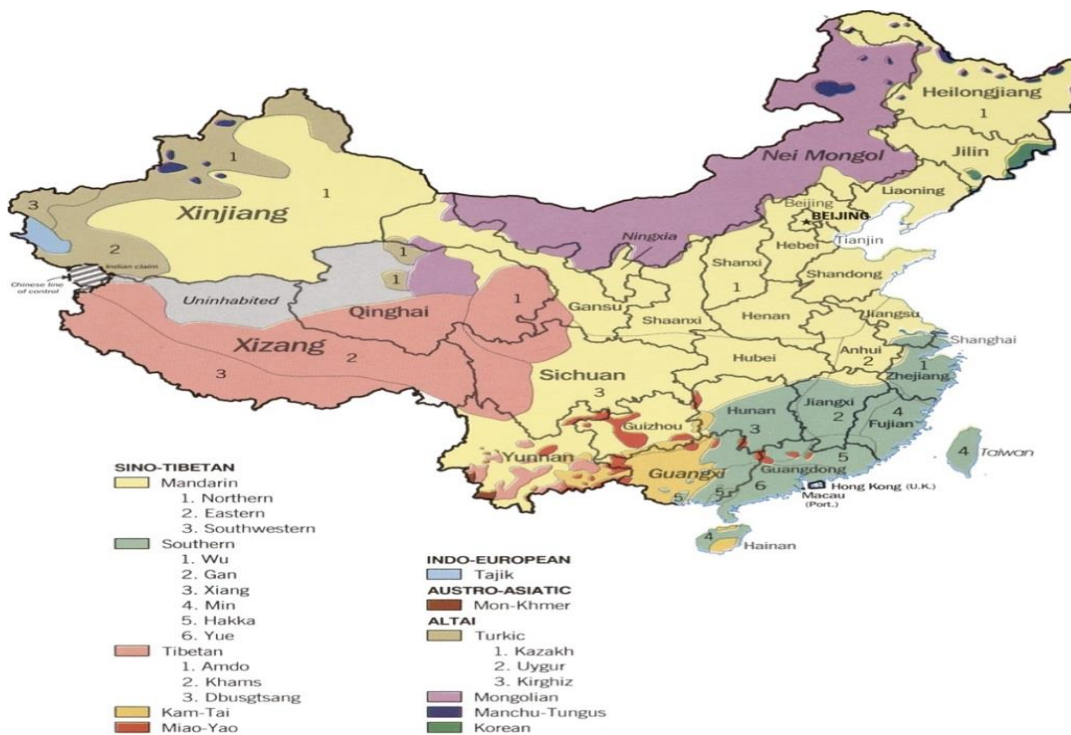 Heilongjiang
1
Jilin
Nei Mongol
Liaoning
1
1
Xinjiang
3
2
Indian claim
Chinese line
of control
Beijing
BEIJING
Ningxia
Hebei
Tianjin
Shanxi
1
Shandong
1
1
Uninhabited
Qinghai
1
Gansu
Shaanxi
Henan
Jiangsu
Xizang
2
3
Shanghai
Anhui
2
Hubei
1
Zhejiang
Sichuan
3
Hunan
3
Jiangxi
2
4
Fujian
Guizhou
Yunnan
Guangxi
Guangdong
5
5
5
6
4
Taiwan
Hong Kong (U.K.)
Macau
(Port.)
4
Hainan
SINO-TIBETAN
Mandarin
1. Northern
2. Eastern
3. Southwestern
Southern
1. Wu
2. Gan
3. Xiang
4. Min
5. Hakka
6. Yue
Tibetan
1. Amdo
2. Khams
3. Dbusgtsang
Kam-Tai
Miao-Yao
INDO-EUROPEAN
Tajik
AUSTRO-ASIATIC
Mon-Khmer
ALTAI
Turkic
1. Kazakh
2. Uygur
3. Kirghiz
Mongolian
Manchu-Tungus
Korean